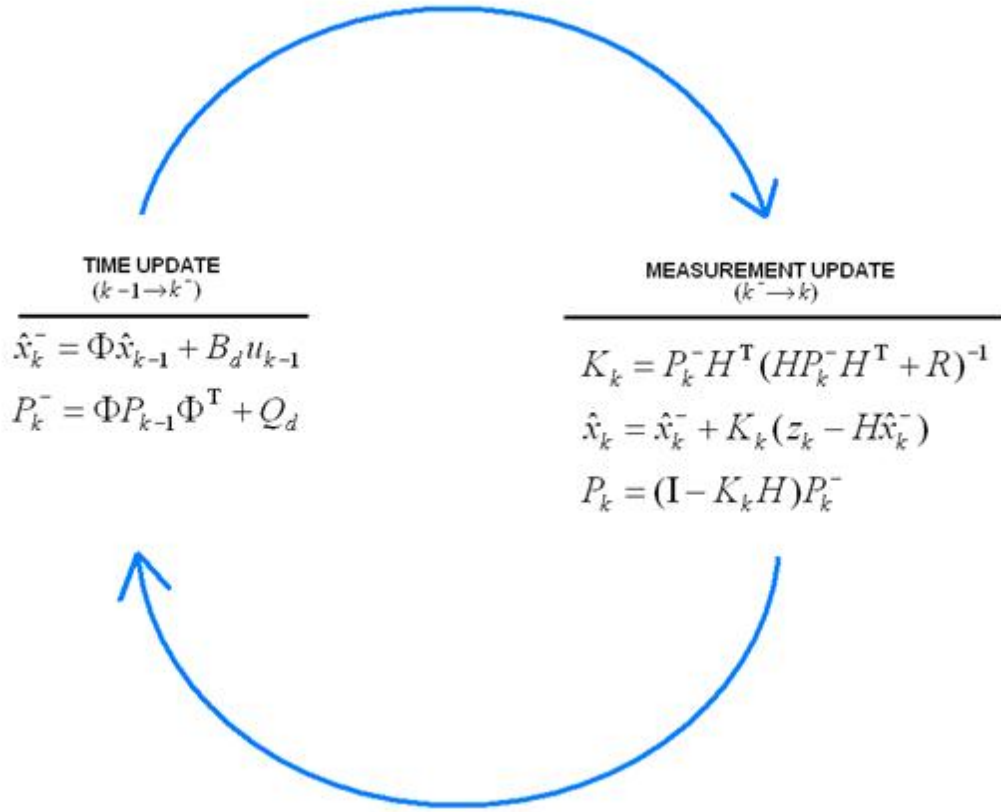 TIME UPDATE
(k−1→k⁻)
x̂ₖ⁻ = Φx̂ₖ₋₁ + B_d uₖ₋₁
Pₖ⁻ = ΦPₖ₋₁Φᵀ + Q_d
MEASUREMENT UPDATE
(k⁻→k)
Kₖ = Pₖ⁻Hᵀ(HPₖ⁻Hᵀ + R)⁻¹
x̂ₖ = x̂ₖ⁻ + Kₖ(zₖ − Hx̂ₖ⁻)
Pₖ = (I − KₖH)Pₖ⁻